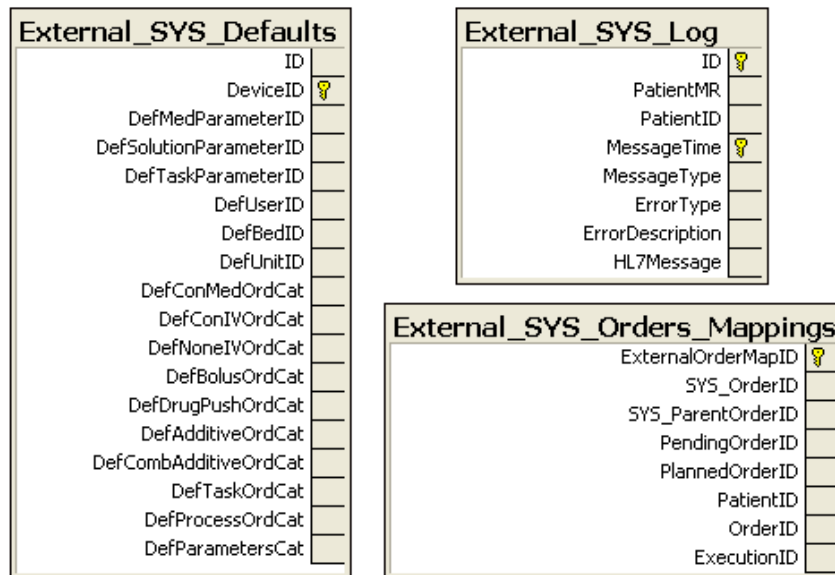 External_SYS_Defaults
ID
DeviceID
DefMedParameterID
DefSolutionParameterID
DefTaskParameterID
DefUserID
DefBedID
DefUnitID
DefConMedOrdCat
DefConIVOrdCat
DefNoneIVOrdCat
DefBolusOrdCat
DefDrugPushOrdCat
DefAdditiveOrdCat
DefCombAdditiveOrdCat
DefTaskOrdCat
DefProcessOrdCat
DefParametersCat
External_SYS_Log
ID
PatientMR
PatientID
MessageTime
MessageType
ErrorType
ErrorDescription
HL7Message
External_SYS_Orders_Mappings
ExternalOrderMapID
SYS_OrderID
SYS_ParentOrderID
PendingOrderID
PlannedOrderID
PatientID
OrderID
ExecutionID